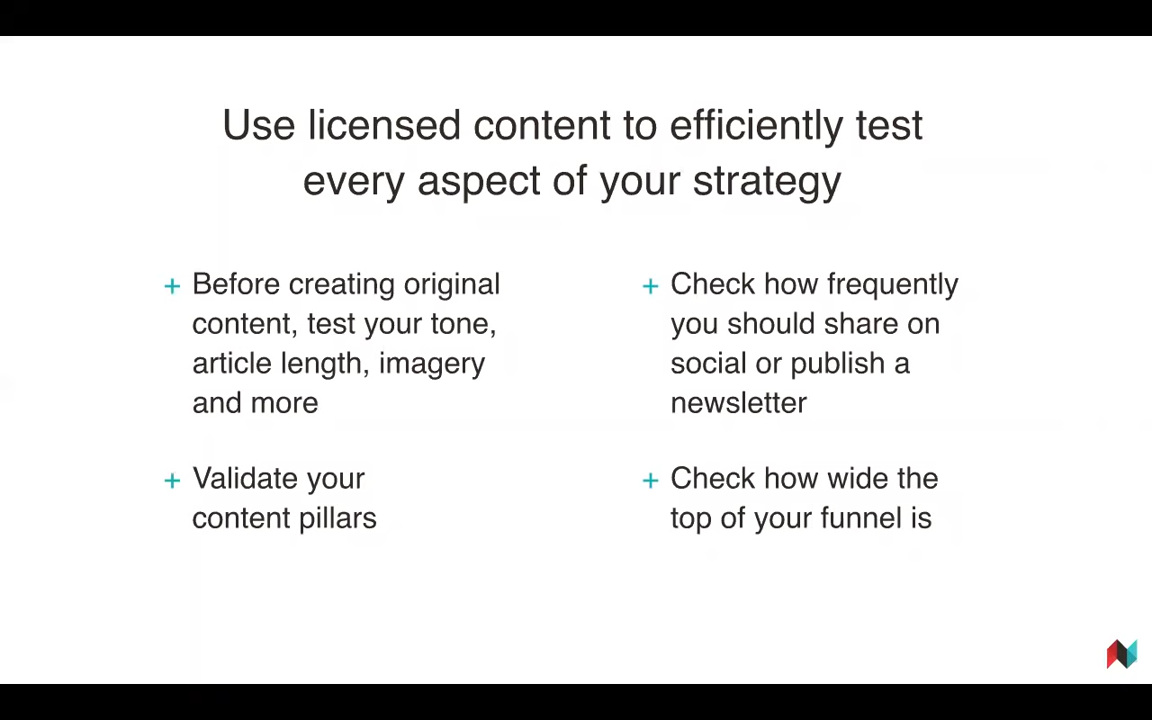 Use licensed content to efficiently test
every aspect of your strategy
+ Before creating original
content, test your tone,
article length, imagery
and more
+ Validate your
content pillars
+ Check how frequently
you should share on
social or publish a
newsletter
+ Check how wide the
top of your funnel is